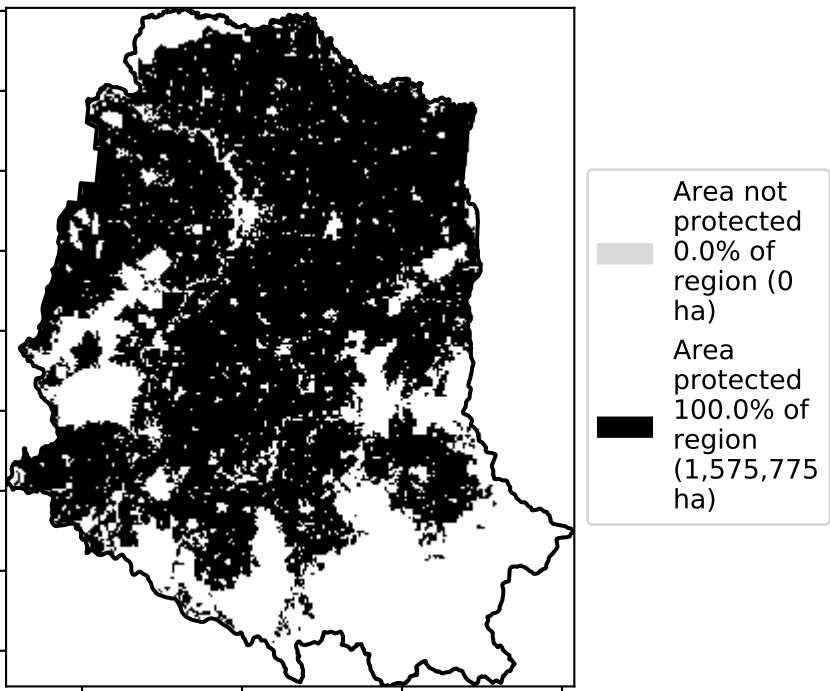 Area not
protected
0.0% of
region (0
ha)
Area
protected
100.0% of
region
(1,575,775
ha)